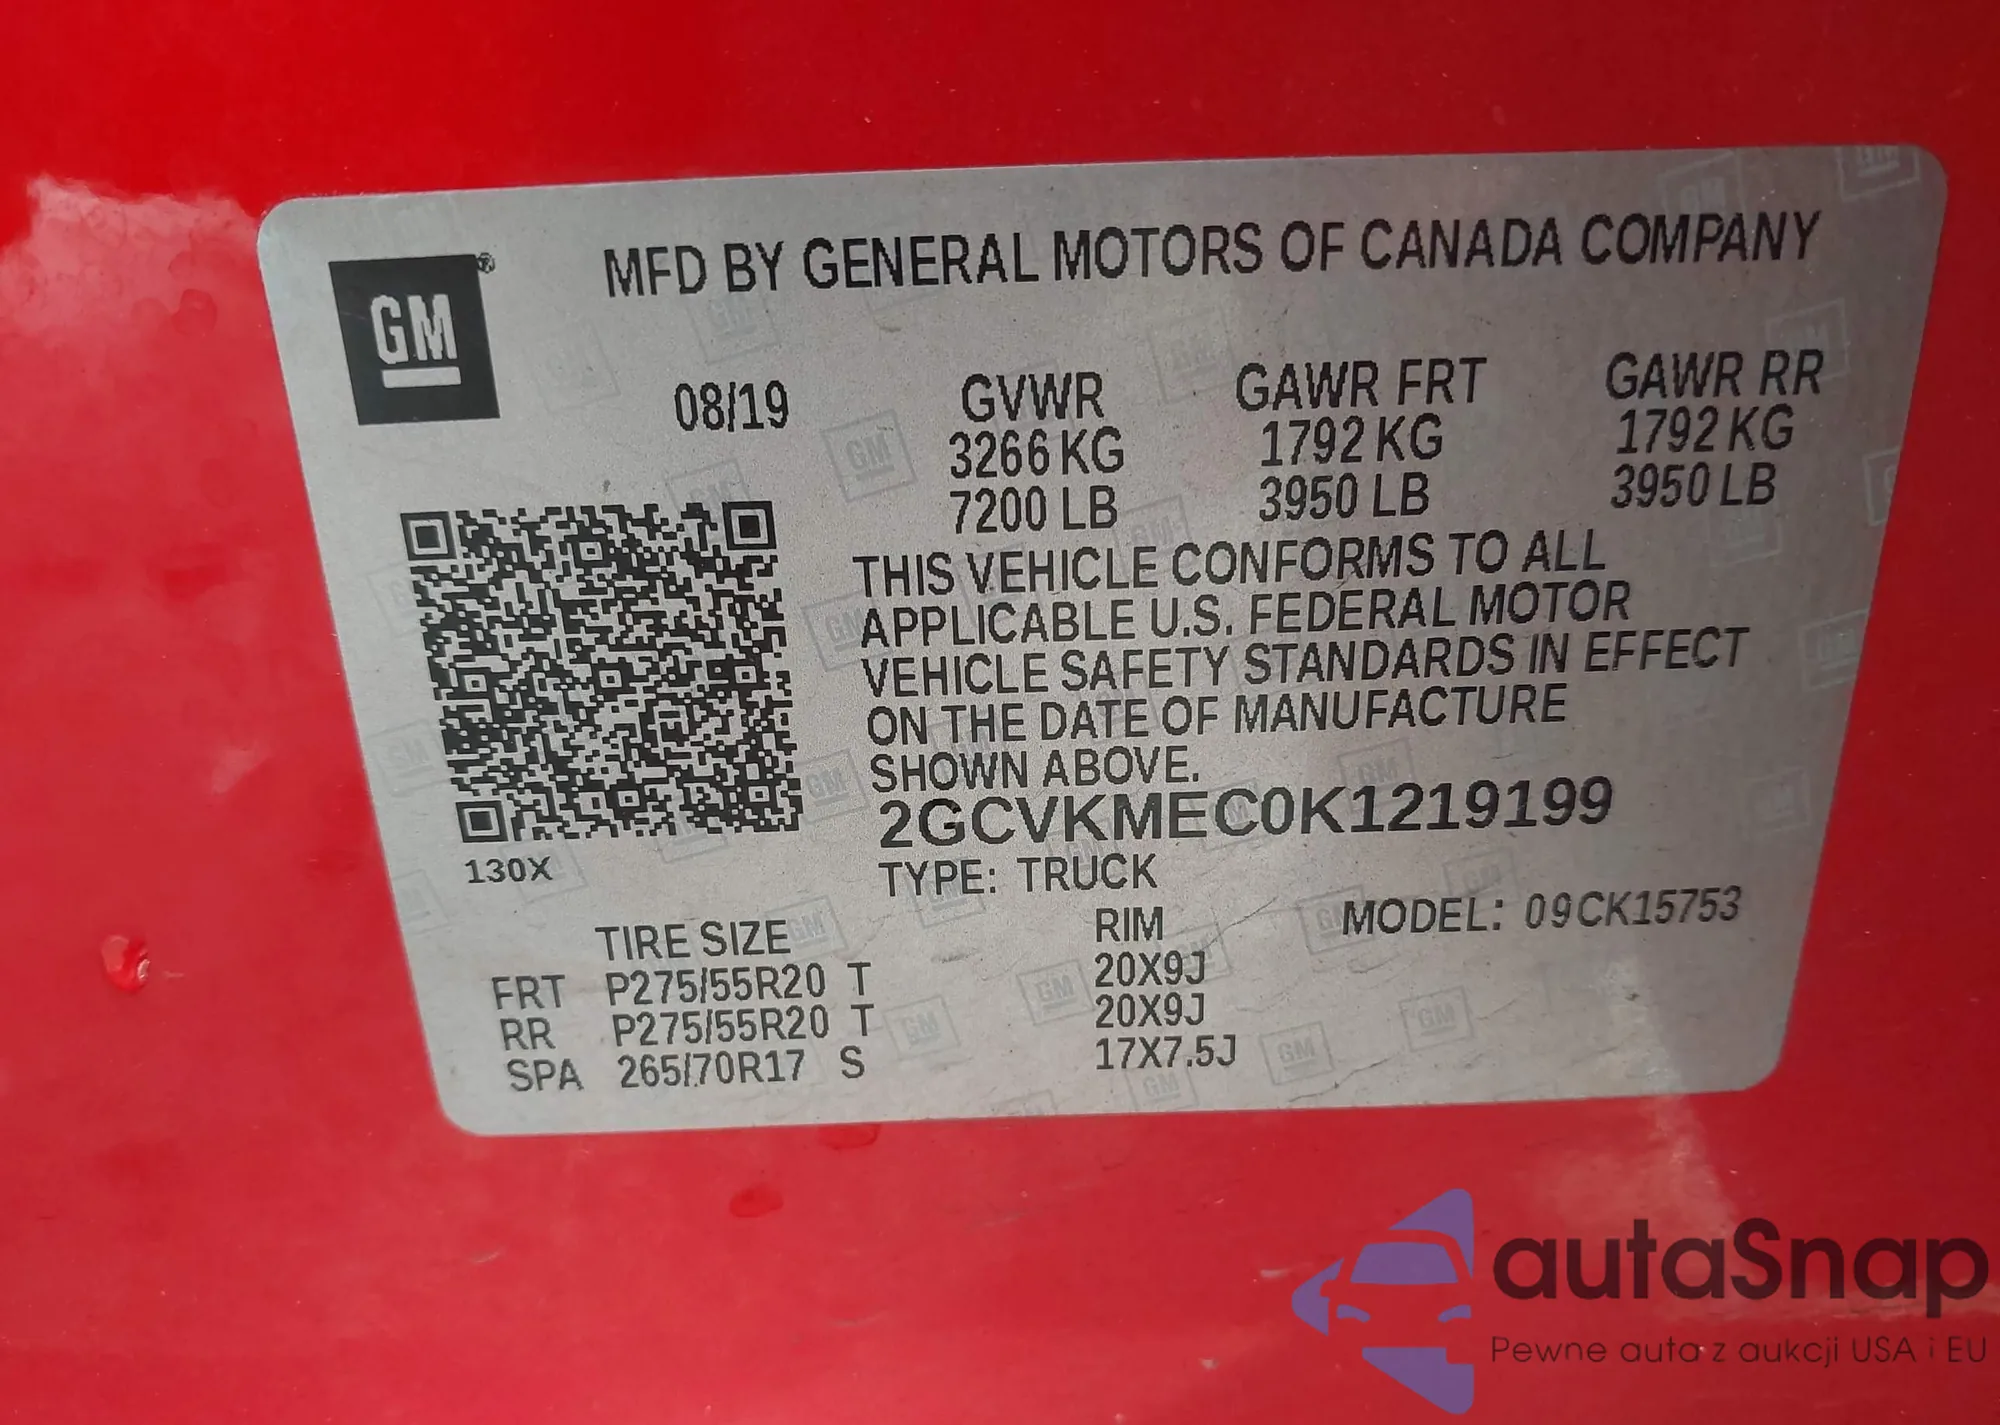 MFD BY GENERAL MOTORS OF CANADA COMPANY
GM®
08/19 GVWR GAWR FRT GAWR RR
3266 KG 1792 KG 1792 KG
7200 LB 3950 LB 3950 LB
THIS VEHICLE CONFORMS TO ALL
APPLICABLE U.S. FEDERAL MOTOR
VEHICLE SAFETY STANDARDS IN EFFECT
ON THE DATE OF MANUFACTURE
SHOWN ABOVE.
2GCVKMEC0K1219199
130X
TYPE: TRUCK
MODEL: 09CK15753
TIRE SIZE RIM
FRT P275/55R20 T 20X9J
RR P275/55R20 T 20X9J
SPA 265/70R17 S 17X7.5J
autaSnap
Pewne auta z aukcji USA i EU